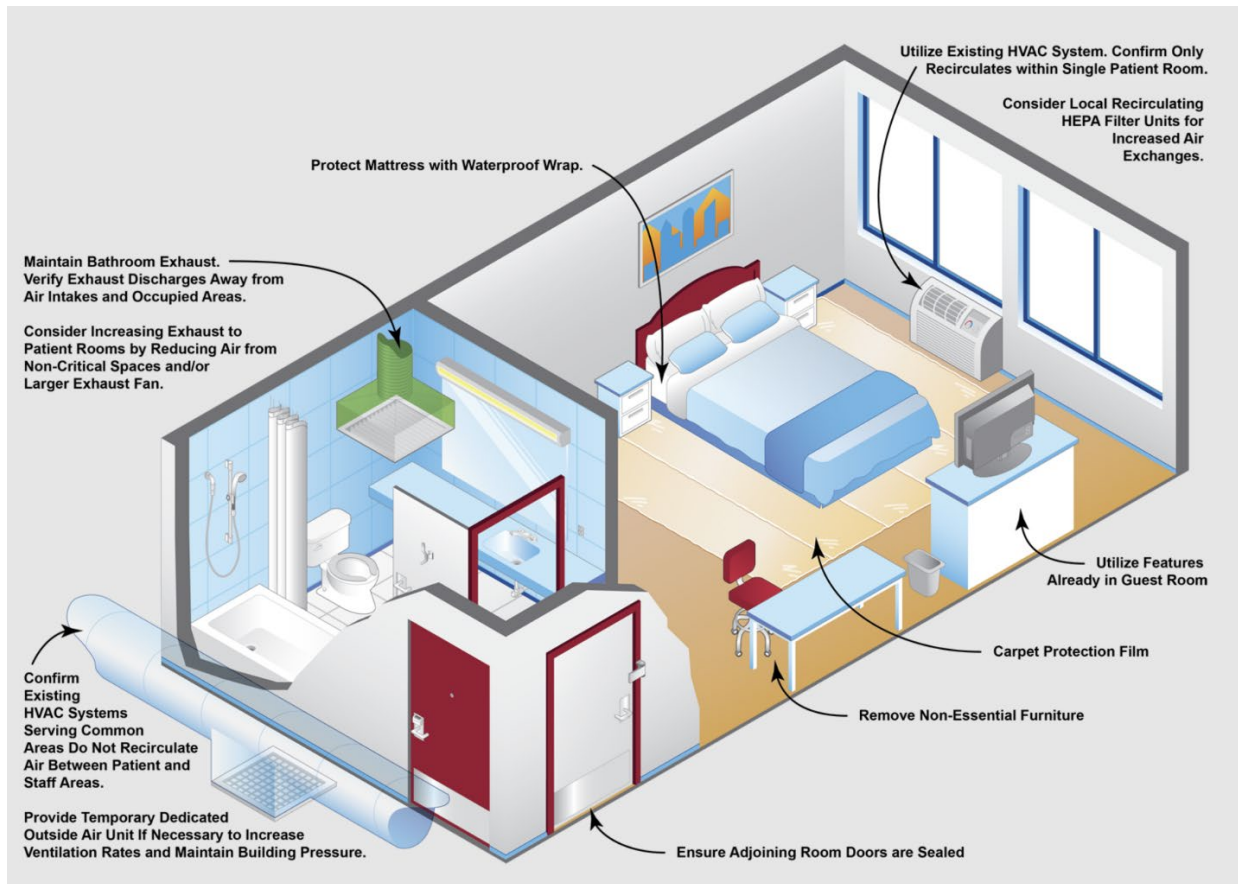 Utilize Existing HVAC System. Confirm Only
Recirculates within Single Patient Room.
Consider Local Recirculating
HEPA Filter Units for
Increased Air
Exchanges.
Protect Mattress with Waterproof Wrap.
Maintain Bathroom Exhaust.
Verify Exhaust Discharges Away from
Air Intakes and Occupied Areas.
Consider Increasing Exhaust to
Patient Rooms by Reducing Air from
Non-Critical Spaces and/or
Larger Exhaust Fan.
Utilize Features
Already in Guest Room
Carpet Protection Film
Remove Non-Essential Furniture
Confirm
Existing
HVAC Systems
Serving Common
Areas Do Not Recirculate
Air Between Patient and
Staff Areas.
Provide Temporary Dedicated
Outside Air Unit If Necessary to Increase
Ventilation Rates and Maintain Building Pressure.
Ensure Adjoining Room Doors are Sealed